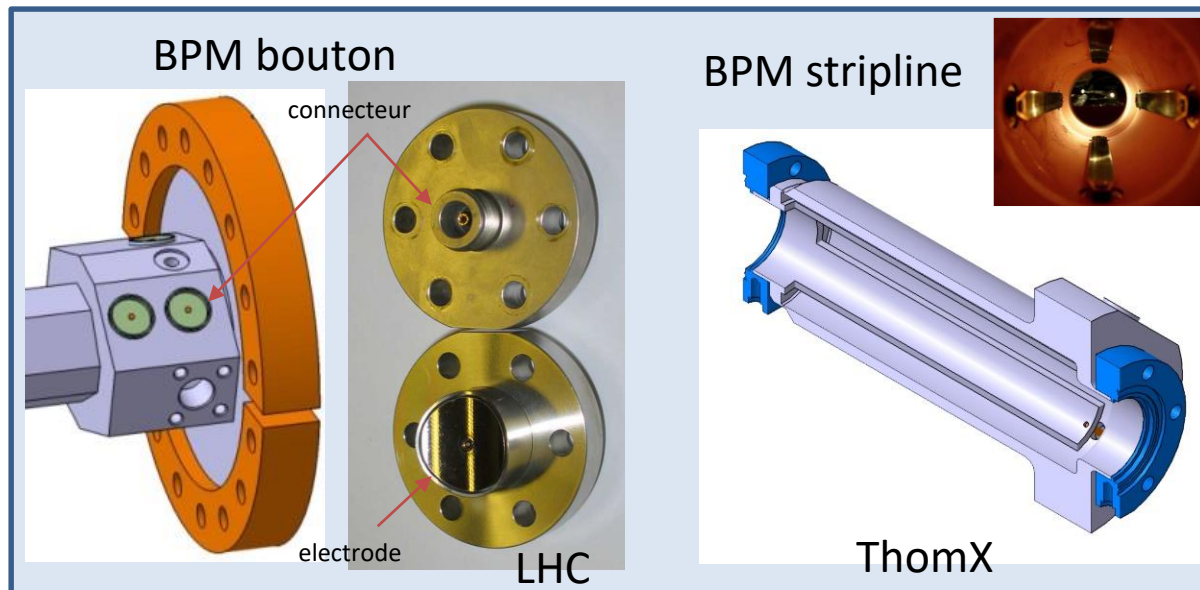 BPM bouton
connecteur
electrode
LHC
BPM stripline
ThomX